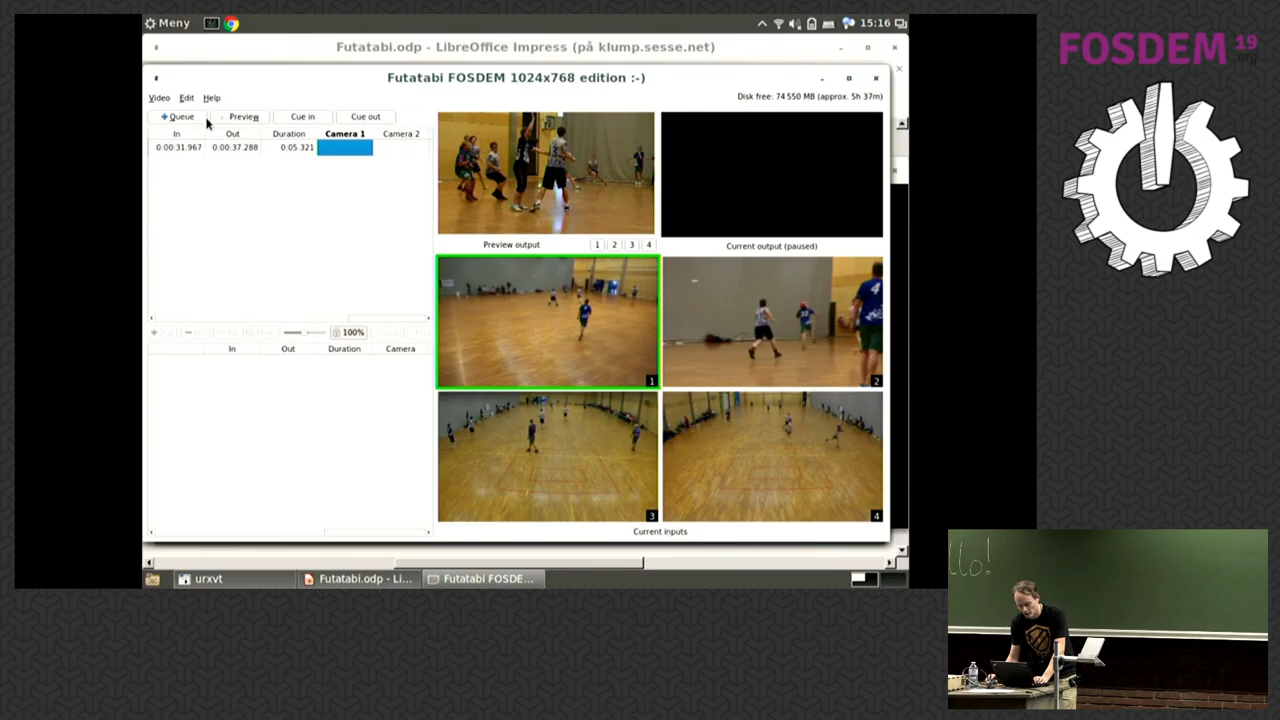 Meny
15:16
FOSDEM 19
.org
Futatabi.odp - LibreOffice Impress (på klump.sesse.net)
Futatabi FOSDEM 1024x768 edition :-)
Video Edit Help
Disk free: 74 550 MB (approx. 5h 37m)
Queue Preview Cue in Cue out
In Out Duration Camera 1 Camera 2
0:00:31.967 0:00:37.288 0:05.321
Preview output 1 2 3 4
Current output (paused)
1
2
100%
In Out Duration Camera
3
4
Current inputs
urxvt
Futatabi.odp - Li...
Futatabi FOSDE...
llo!